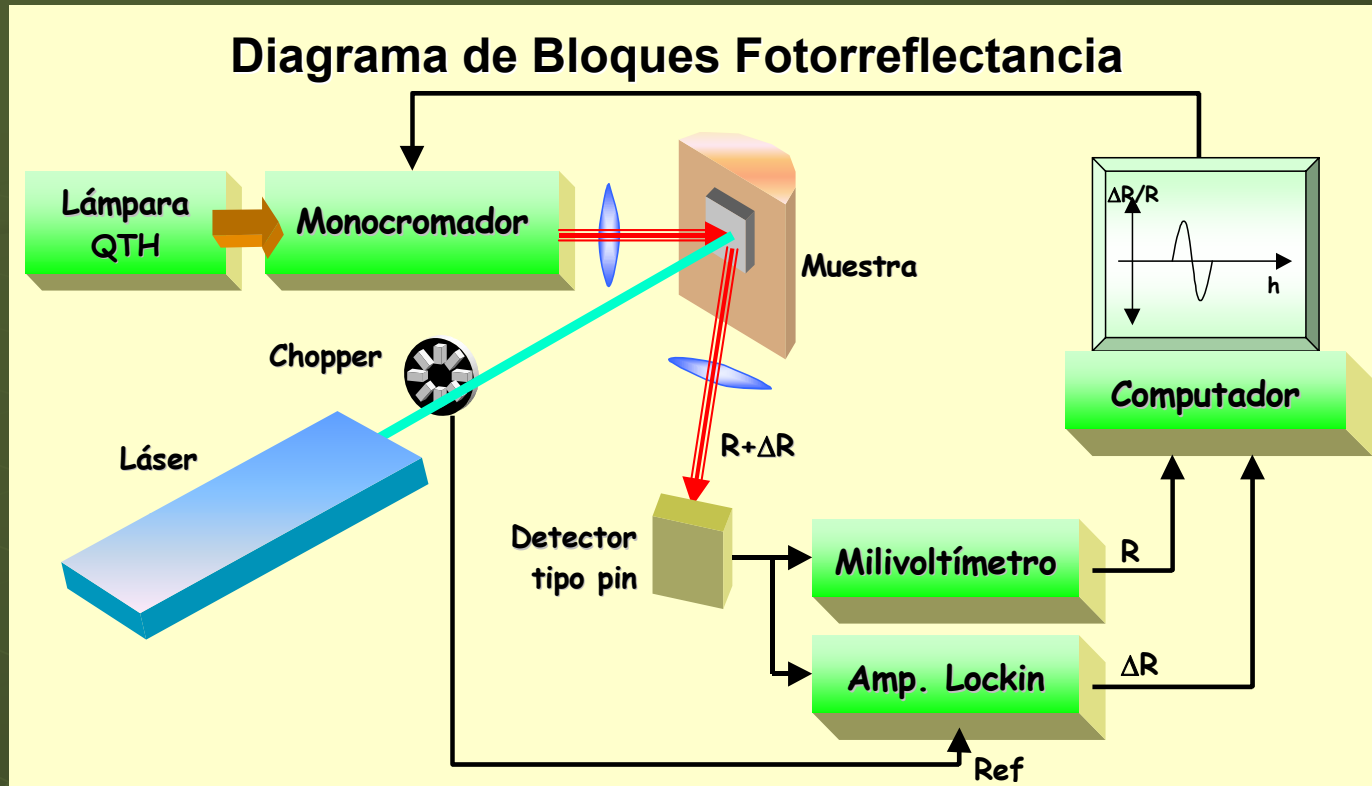 Diagrama de Bloques Fotorreflectancia
Lámpara
QTH
Monocromador
Muestra
ΔR/R
h
Chopper
Computador
Láser
R+ΔR
Detector
tipo pin
Milivoltímetro
R
Amp. Lockin
ΔR
Ref